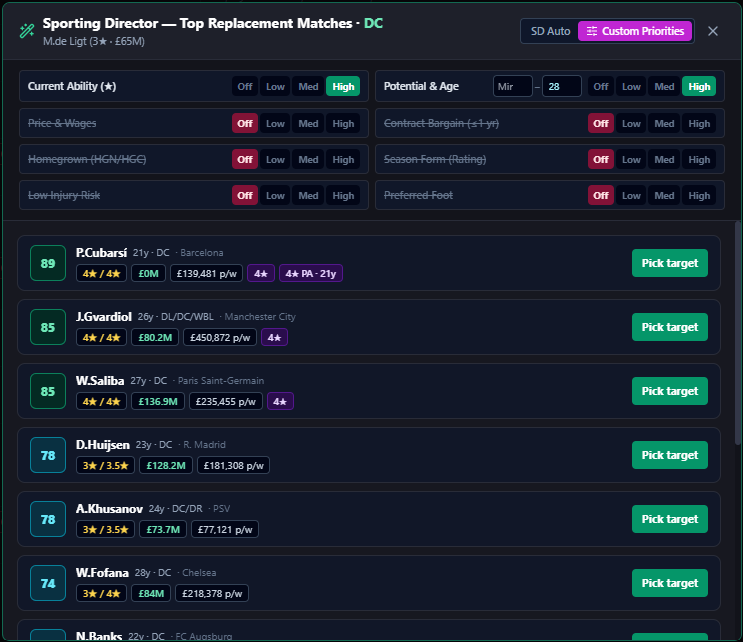 Sporting Director — Top Replacement Matches · DC
M.de Ligt (3★ · £65M)
SD Auto Custom Priorities
Current Ability (★) Off Low Med High
Potential & Age Mir – 28 Off Low Med High
Price & Wages Off Low Med High
Contract Bargain (≤1 yr) Off Low Med High
Homegrown (HGN/HGC) Off Low Med High
Season Form (Rating) Off Low Med High
Low Injury Risk Off Low Med High
Preferred Foot Off Low Med High
89 P.Cubarsí 21y · DC · Barcelona
4★ / 4★ £0M £139,481 p/w 4★ 4★ PA · 21y
Pick target
85 J.Gvardiol 26y · DL/DC/WBL · Manchester City
4★ / 4★ £80.2M £450,872 p/w 4★
Pick target
85 W.Saliba 27y · DC · Paris Saint-Germain
4★ / 4★ £136.9M £235,455 p/w 4★
Pick target
78 D.Huijsen 23y · DC · R. Madrid
3★ / 3.5★ £128.2M £181,308 p/w
Pick target
78 A.Khusanov 24y · DC/DR · PSV
3★ / 3.5★ £73.7M £77,121 p/w
Pick target
74 W.Fofana 28y · DC · Chelsea
3★ / 4★ £84M £218,378 p/w
Pick target
N.Banks 22y · DC · FC Augsburg